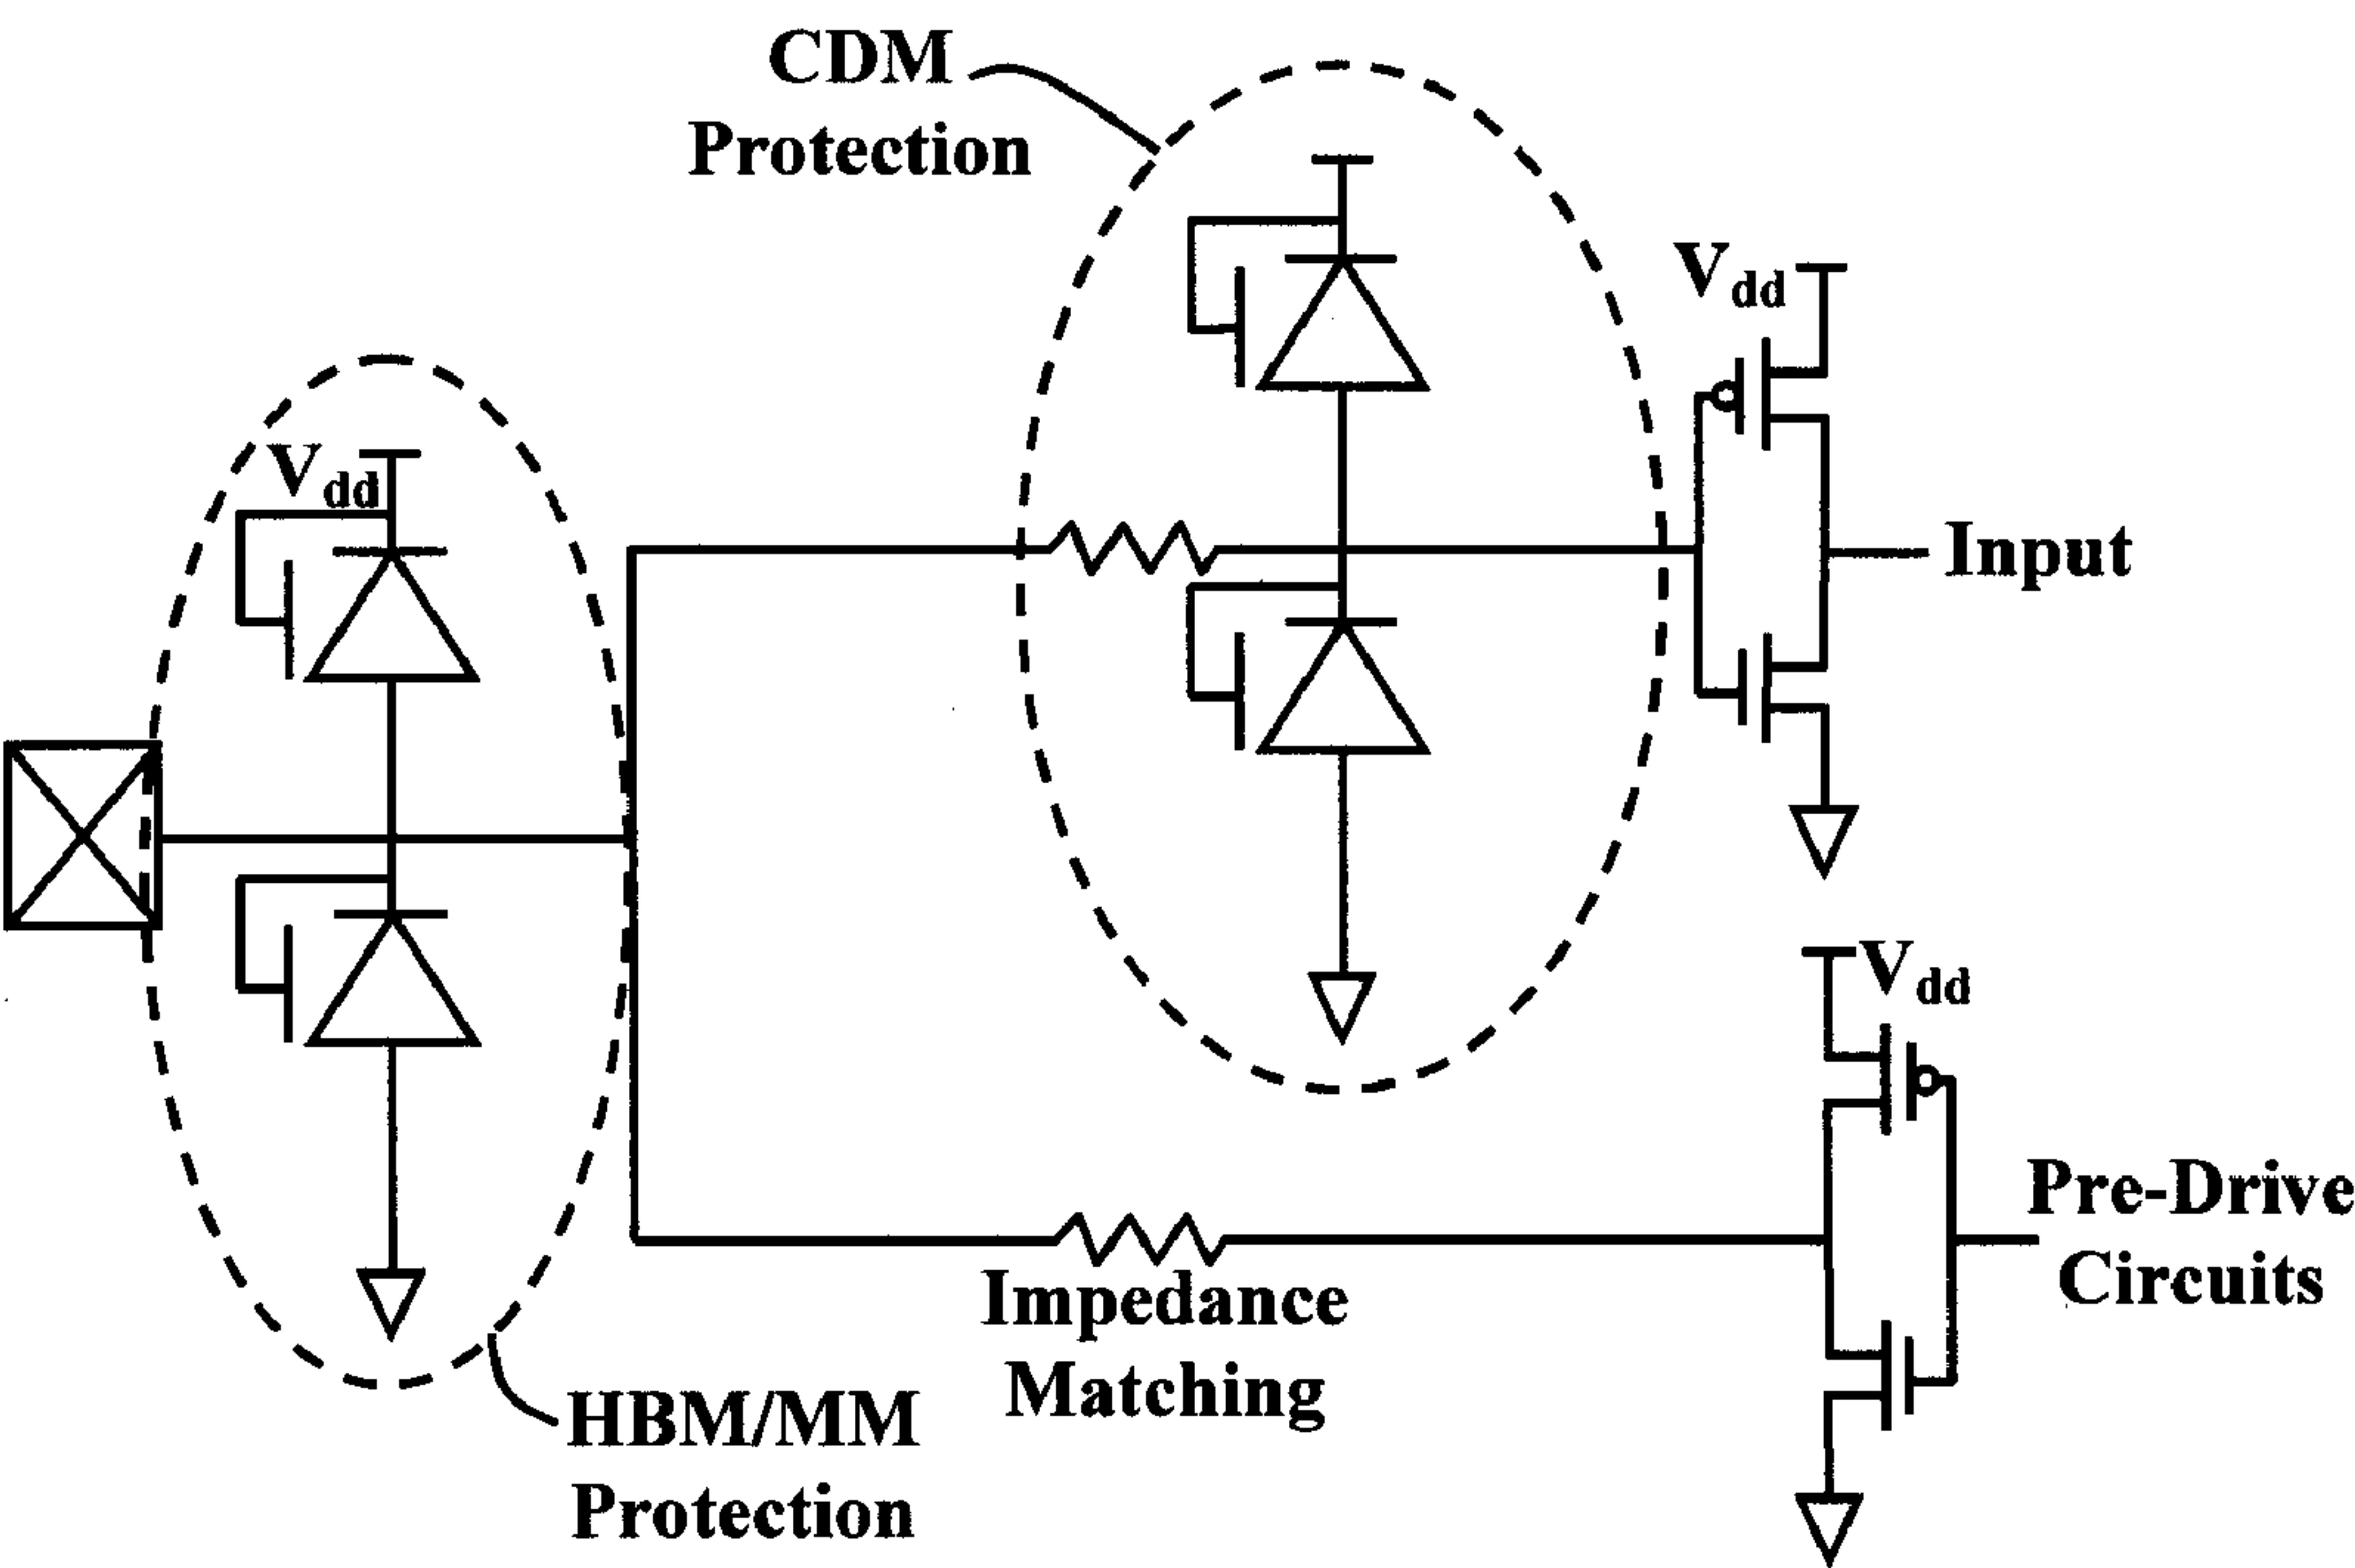 CDM
Protection
Vdd
Vdd
Input
Vdd
Pre-Drive
Circuits
Impedance
Matching
HBM/MM
Protection